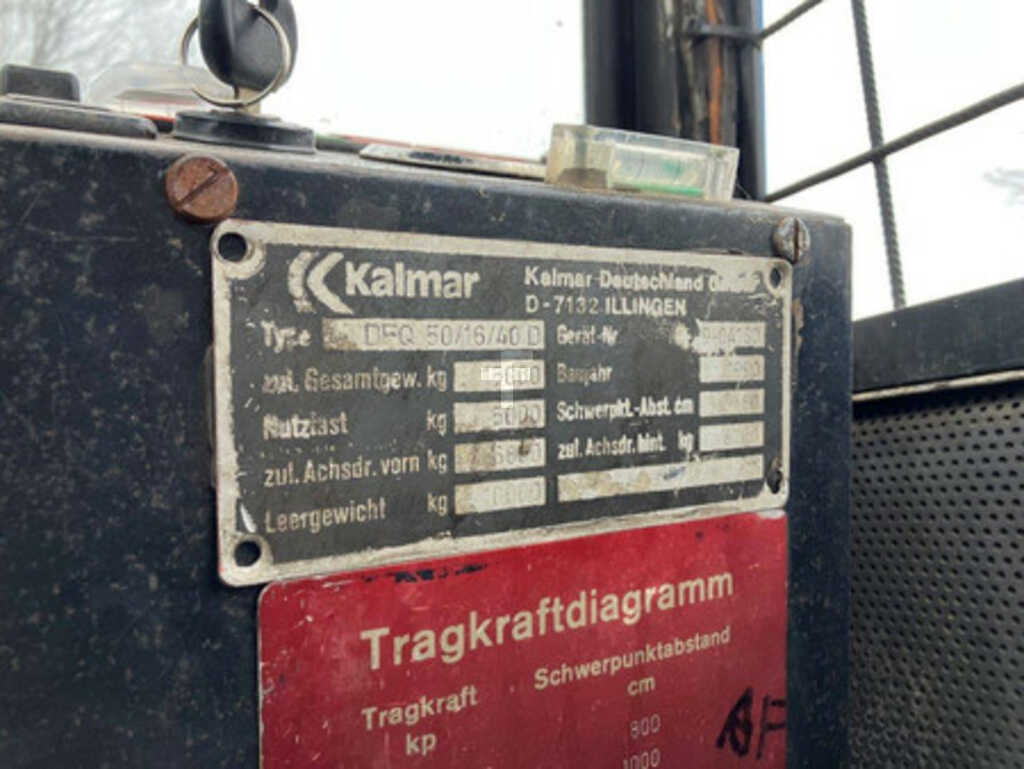 Kalmar
Kalmar Deutschland GmbH
D-7132 ILLINGEN
Type DFQ 50/16/40 D
Gerät-Nr
zul. Gesamtgew. kg
Baujahr
Nutzlast kg 5000
Schwerpkt.-Abst. cm
zul. Achsdr. vorn kg
zul. Achsdr. hint. kg
Leergewicht kg
Tragkraftdiagramm
Tragkraft
kp
Schwerpunktabstand
cm